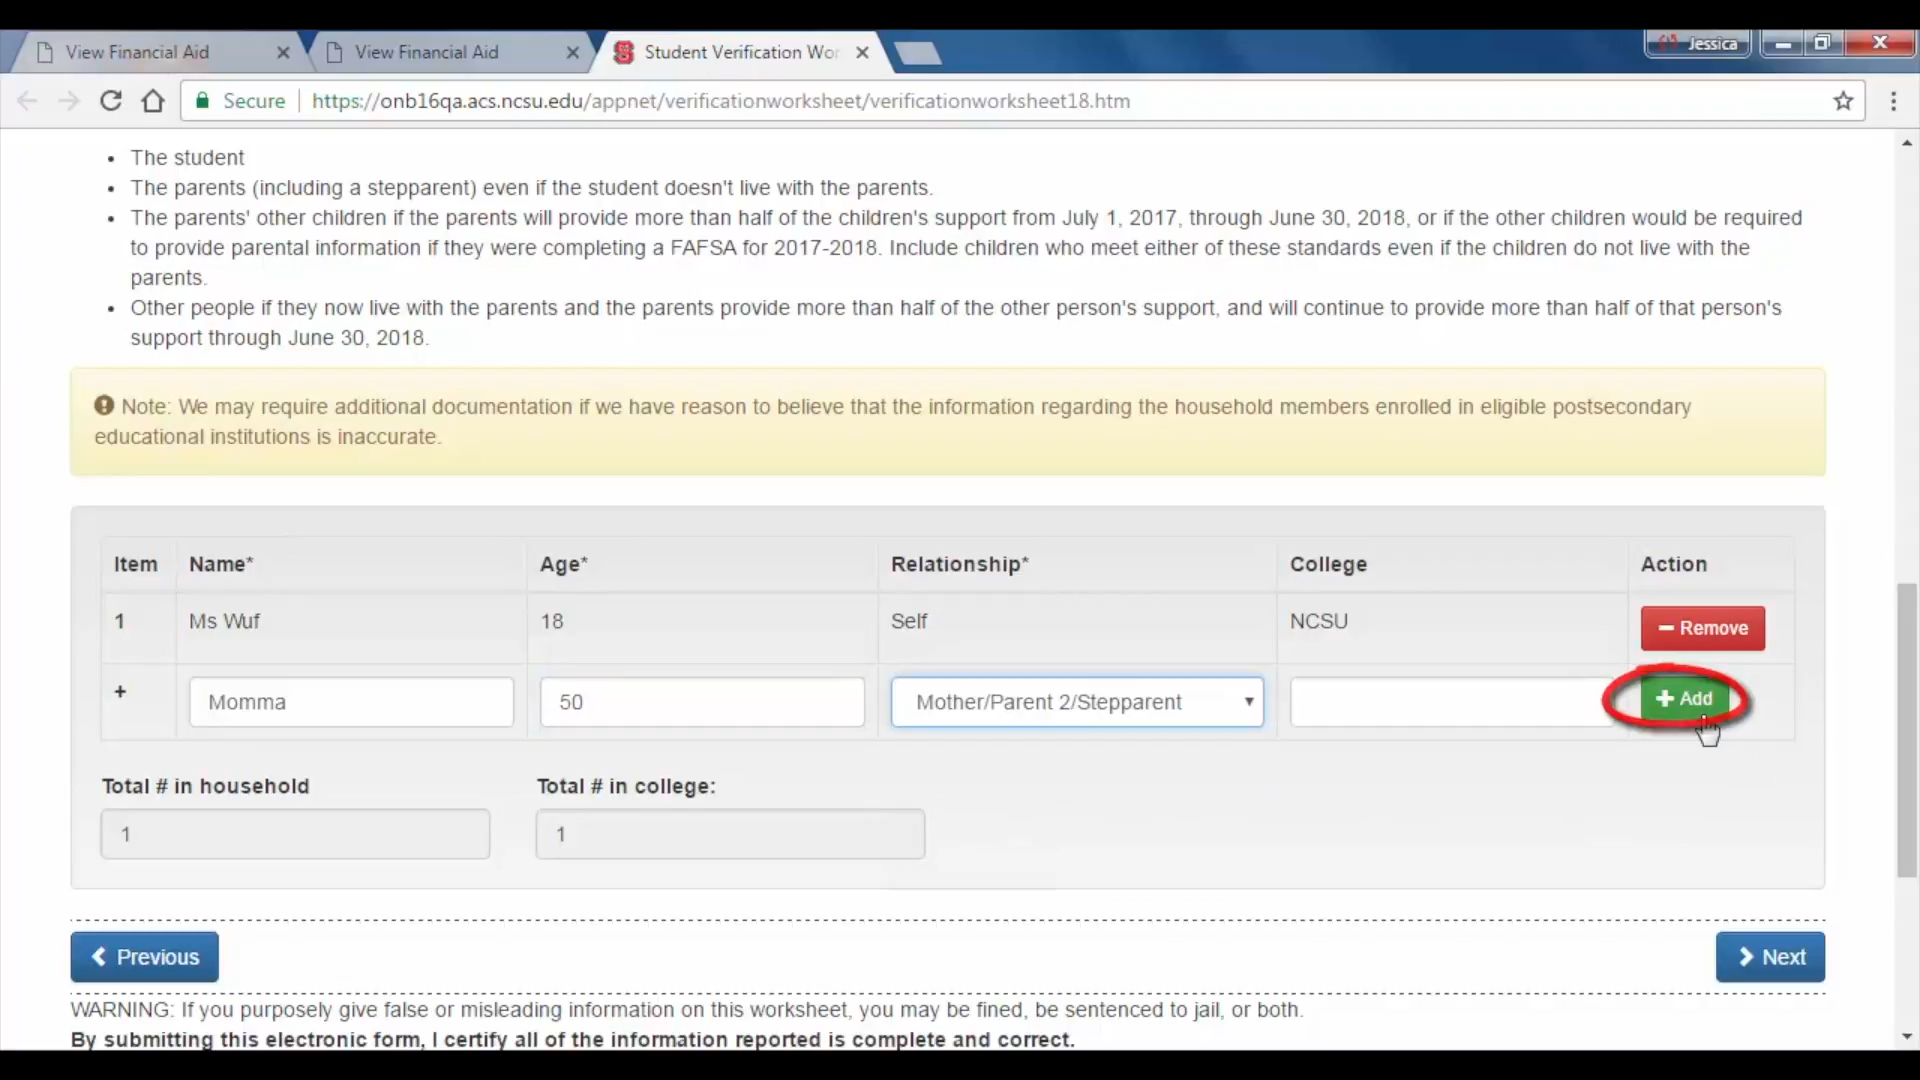 View Financial Aid
View Financial Aid
Student Verification Wor
Jessica
Secure
https://onb16qa.acs.ncsu.edu/appnet/verificationworksheet/verificationworksheet18.htm
• The student
• The parents (including a stepparent) even if the student doesn't live with the parents.
• The parents' other children if the parents will provide more than half of the children's support from July 1, 2017, through June 30, 2018, or if the other children would be required
to provide parental information if they were completing a FAFSA for 2017-2018. Include children who meet either of these standards even if the children do not live with the
parents.
• Other people if they now live with the parents and the parents provide more than half of the other person's support, and will continue to provide more than half of that person's
support through June 30, 2018.
Note: We may require additional documentation if we have reason to believe that the information regarding the household members enrolled in eligible postsecondary
educational institutions is inaccurate.
Item Name* Age* Relationship* College Action
1 Ms Wuf 18 Self NCSU Remove
+ Momma 50 Mother/Parent 2/Stepparent + Add
Total # in household Total # in college:
1 1
Previous Next
WARNING: If you purposely give false or misleading information on this worksheet, you may be fined, be sentenced to jail, or both.
By submitting this electronic form, I certify all of the information reported is complete and correct.